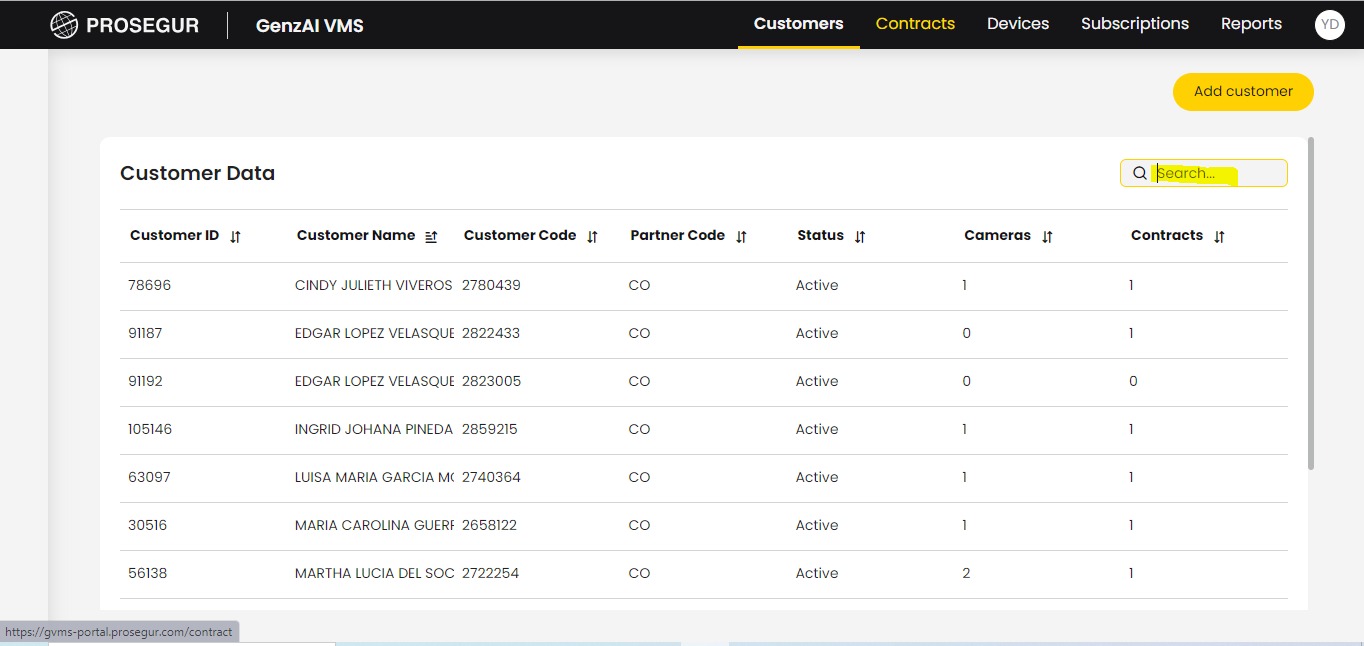 PROSEGUR GenzAI VMS Customers Contracts Devices Subscriptions Reports YD
Add customer
Customer Data Search...
Customer ID Customer Name Customer Code Partner Code Status Cameras Contracts
78696 CINDY JULIETH VIVEROS 2780439 CO Active 1 1
91187 EDGAR LOPEZ VELASQUE 2822433 CO Active 0 1
91192 EDGAR LOPEZ VELASQUE 2823005 CO Active 0 0
105146 INGRID JOHANA PINEDA 2859215 CO Active 1 1
63097 LUISA MARIA GARCIA 2740364 CO Active 1 1
30516 MARIA CAROLINA 2658122 CO Active 1 1
56138 MARTHA LUCIA DEL SOC 2722254 CO Active 2 1
https://gvms-portal.prosegur.com/contract